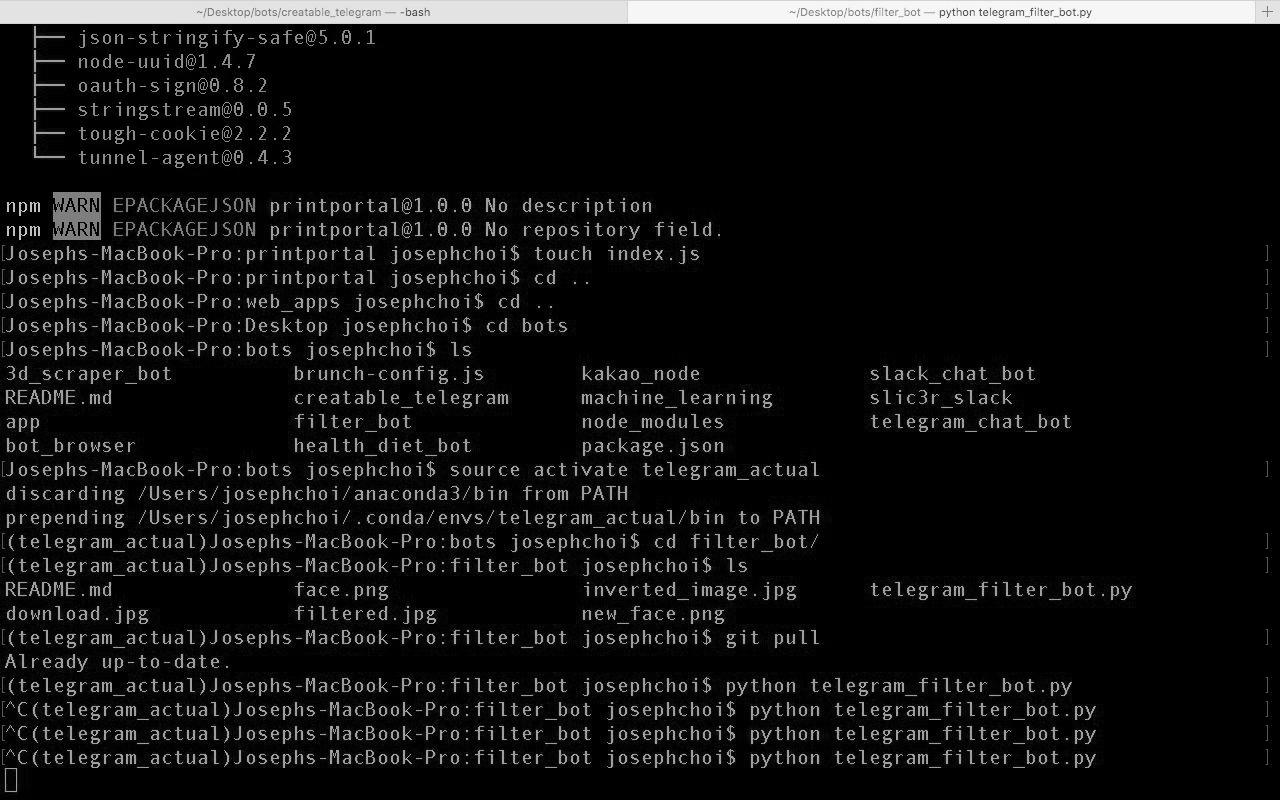 ~/Desktop/bots/creatable_telegram — -bash
~/Desktop/bots/filter_bot — python telegram_filter_bot.py
+
├── json-stringify-safe@5.0.1
├── node-uuid@1.4.7
├── oauth-sign@0.8.2
├── stringstream@0.0.5
├── tough-cookie@2.2.2
└── tunnel-agent@0.4.3
npm WARN EPACKAGEJSON printportal@1.0.0 No description
npm WARN EPACKAGEJSON printportal@1.0.0 No repository field.
[Josephs-MacBook-Pro:printportal josephchoi$ touch index.js ]
[Josephs-MacBook-Pro:printportal josephchoi$ cd .. ]
[Josephs-MacBook-Pro:web_apps josephchoi$ cd .. ]
[Josephs-MacBook-Pro:Desktop josephchoi$ cd bots ]
[Josephs-MacBook-Pro:bots josephchoi$ ls ]
3d_scraper_bot brunch-config.js kakao_node slack_chat_bot
README.md creatable_telegram machine_learning slic3r_slack
app filter_bot node_modules telegram_chat_bot
bot_browser health_diet_bot package.json
[Josephs-MacBook-Pro:bots josephchoi$ source activate telegram_actual ]
discarding /Users/josephchoi/anaconda3/bin from PATH
prepending /Users/josephchoi/.conda/envs/telegram_actual/bin to PATH
[(telegram_actual)Josephs-MacBook-Pro:bots josephchoi$ cd filter_bot/ ]
[(telegram_actual)Josephs-MacBook-Pro:filter_bot josephchoi$ ls ]
README.md face.png inverted_image.jpg telegram_filter_bot.py
download.jpg filtered.jpg new_face.png
[(telegram_actual)Josephs-MacBook-Pro:filter_bot josephchoi$ git pull ]
Already up-to-date.
[(telegram_actual)Josephs-MacBook-Pro:filter_bot josephchoi$ python telegram_filter_bot.py ]
[^C(telegram_actual)Josephs-MacBook-Pro:filter_bot josephchoi$ python telegram_filter_bot.py ]
[^C(telegram_actual)Josephs-MacBook-Pro:filter_bot josephchoi$ python telegram_filter_bot.py ]
[^C(telegram_actual)Josephs-MacBook-Pro:filter_bot josephchoi$ python telegram_filter_bot.py ]